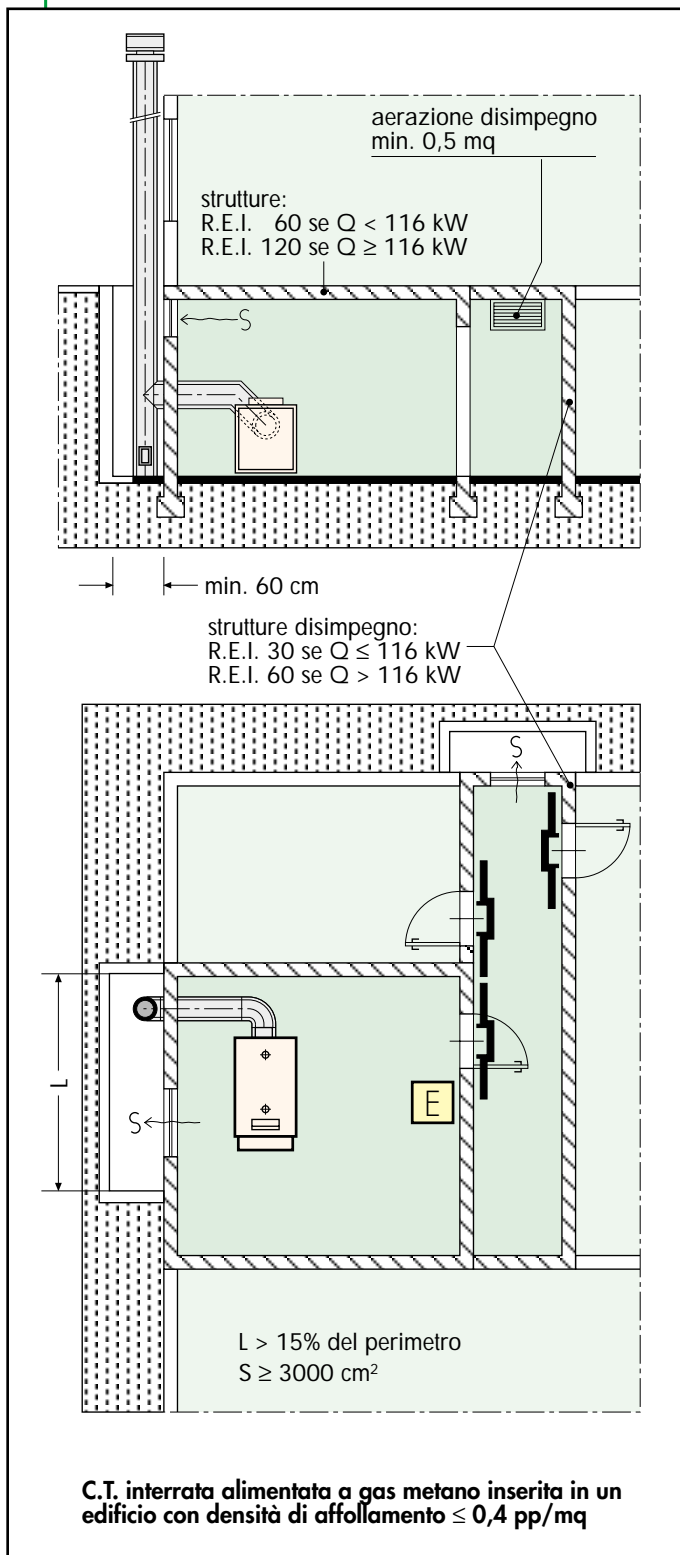 aerazione disimpegno
min. 0,5 mq
strutture:
R.E.I. 60 se Q < 116 kW
R.E.I. 120 se Q ≥ 116 kW
S
min. 60 cm
strutture disimpegno:
R.E.I. 30 se Q ≤ 116 kW
R.E.I. 60 se Q > 116 kW
S
L
S
E
L > 15% del perimetro
S ≥ 3000 cm²
C.T. interrata alimentata a gas metano inserita in un
edificio con densità di affollamento ≤ 0,4 pp/mq